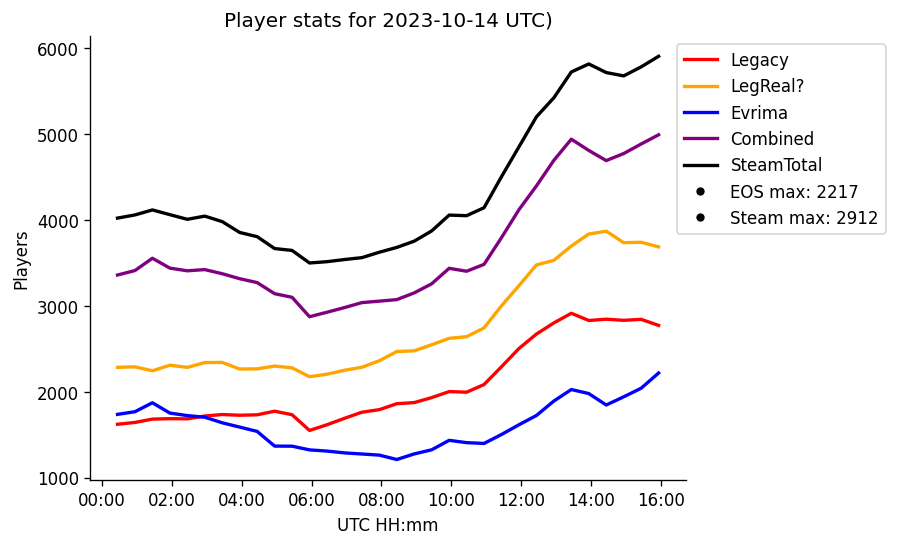 Player stats for 2023-10-14 UTC)
6000
5000
4000
3000
2000
1000
Players
00:00 02:00 04:00 06:00 08:00 10:00 12:00 14:00 16:00
UTC HH:mm
Legacy
LegReal?
Evrima
Combined
SteamTotal
EOS max: 2217
Steam max: 2912